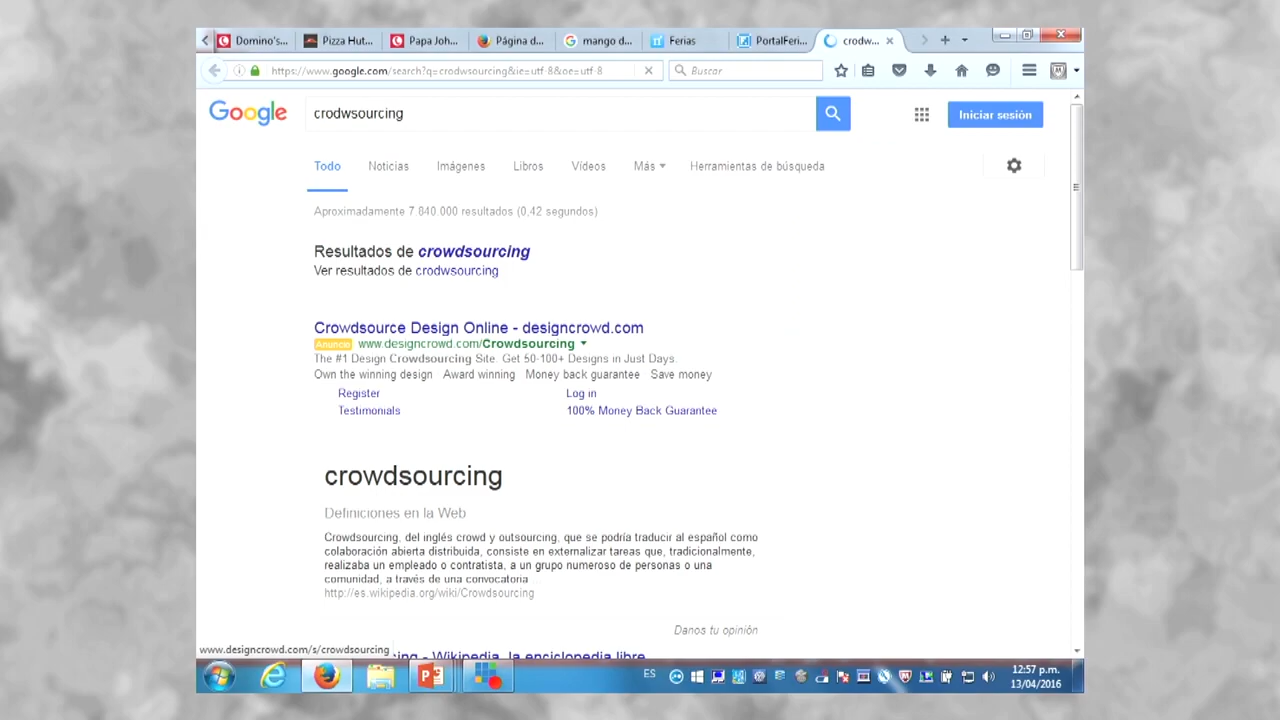 Domino's...
Pizza Hut...
Papa Joh...
Página d...
mango d...
Ferias
PortalFeri...
crodw...
https://www.google.com/search?q=crodwsourcing&ie=utf-8&oe=utf-8
Buscar
Google
crodwsourcing
Iniciar sesión
Todo
Noticias
Imágenes
Libros
Vídeos
Más
Herramientas de búsqueda
Aproximadamente 7.840.000 resultados (0,42 segundos)
Resultados de crowdsourcing
Ver resultados de crodwsourcing
Crowdsource Design Online - designcrowd.com
Anuncio www.designcrowd.com/Crowdsourcing
The #1 Design Crowdsourcing Site. Get 50-100+ Designs in Just Days.
Own the winning design Award winning Money back guarantee Save money
Register Log in
Testimonials 100% Money Back Guarantee
crowdsourcing
Definiciones en la Web
Crowdsourcing, del inglés crowd y outsourcing, que se podría traducir al español como
colaboración abierta distribuida, consiste en externalizar tareas que, tradicionalmente,
realizaba un empleado o contratista, a un grupo numeroso de personas o una
comunidad, a través de una convocatoria ...
http://es.wikipedia.org/wiki/Crowdsourcing
Danos tu opinión
www.designcrowd.com/s/crowdsourcing
- Wikipedia, la enciclopedia libre
ES
12:57 p.m.
13/04/2016